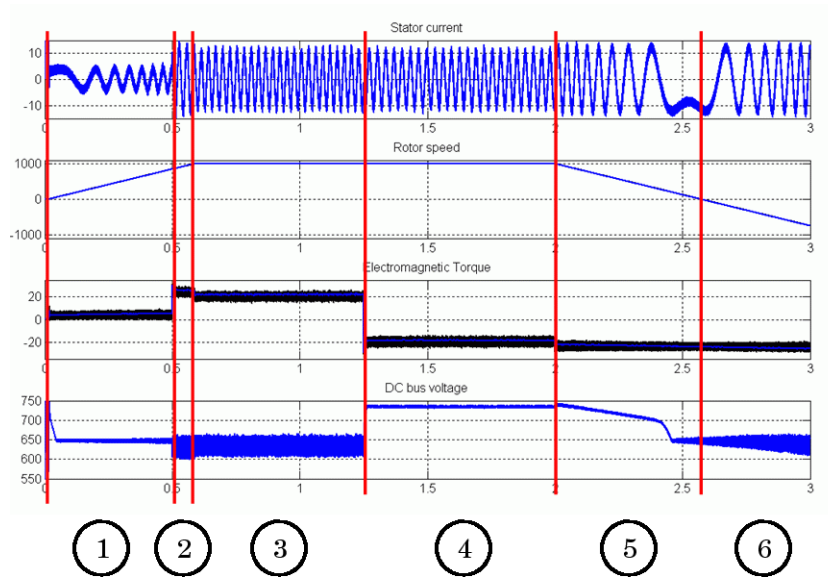 Stator current
10
0
-10
0 0.5 1 1.5 2 2.5 3
Rotor speed
1000
0
-1000
0 0.5 1 1.5 2 2.5 3
Electromagnetic Torque
20
0
-20
0 0.5 1 1.5 2 2.5 3
DC bus voltage
750
700
650
600
550
0 0.5 1 1.5 2 2.5 3
1 2 3 4 5 6